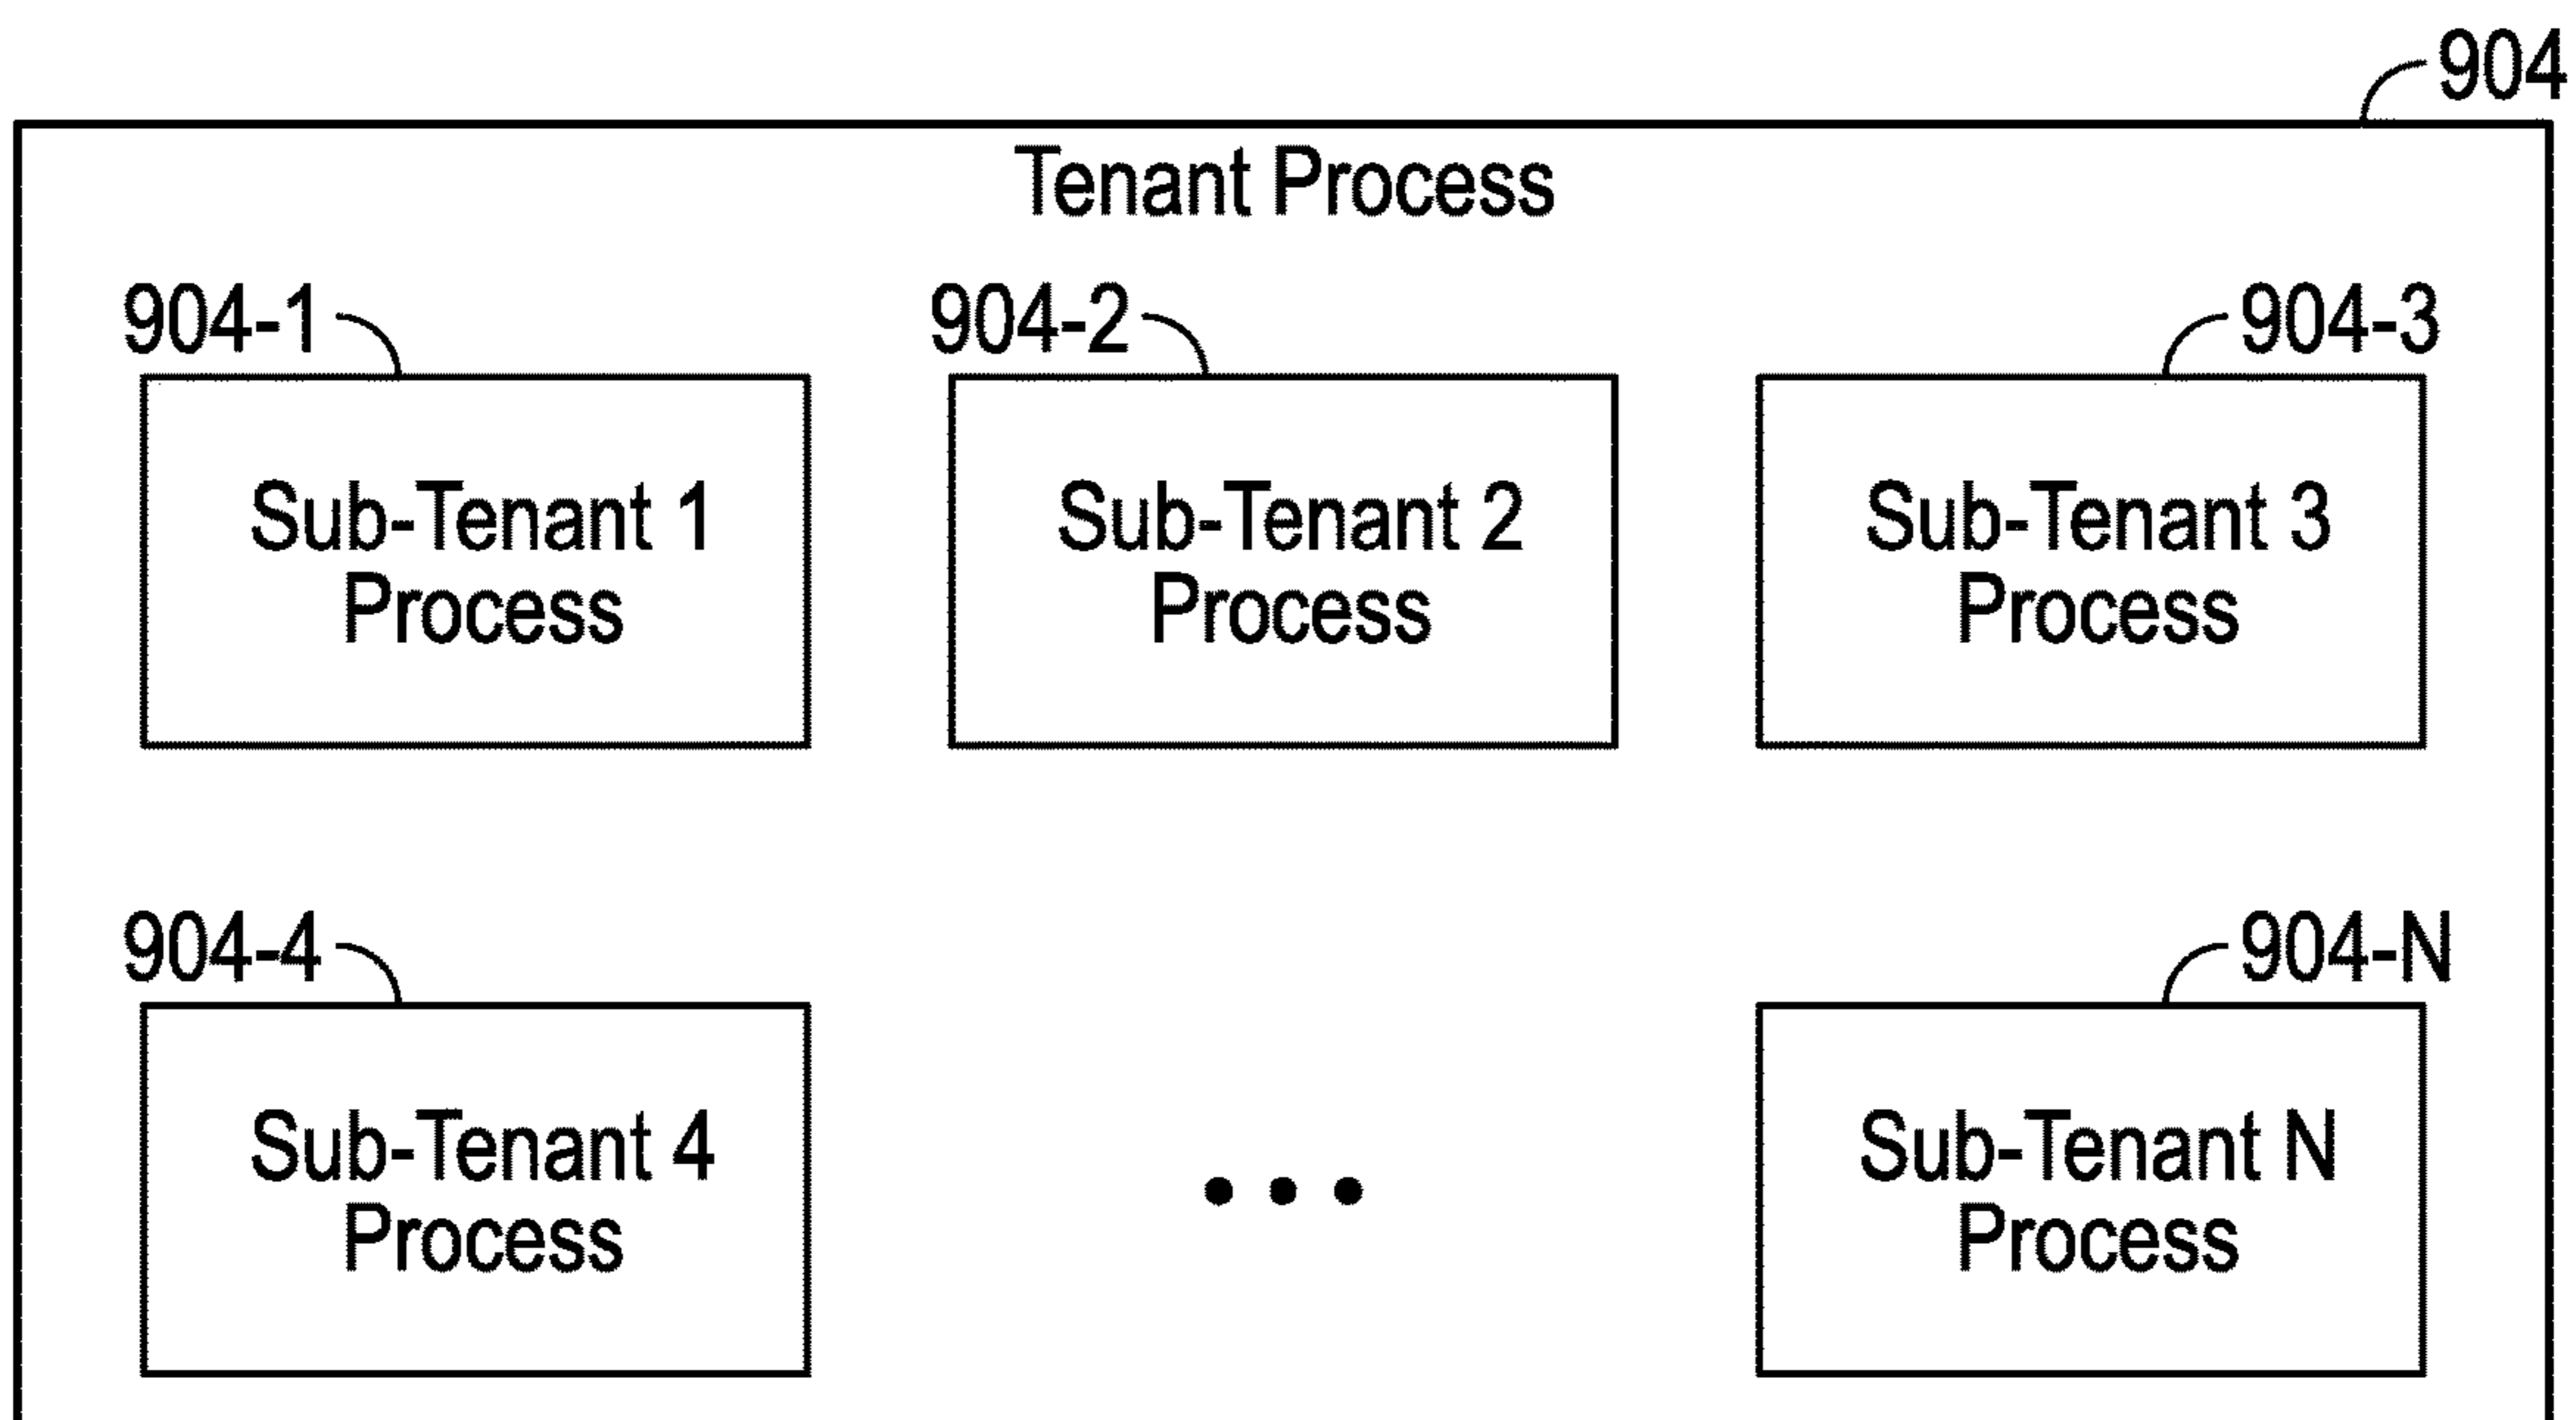 904
Tenant Process
904-1
904-2
904-3
Sub-Tenant 1
Process
Sub-Tenant 2
Process
Sub-Tenant 3
Process
904-4
904-N
Sub-Tenant 4
Process
• • •
Sub-Tenant N
Process